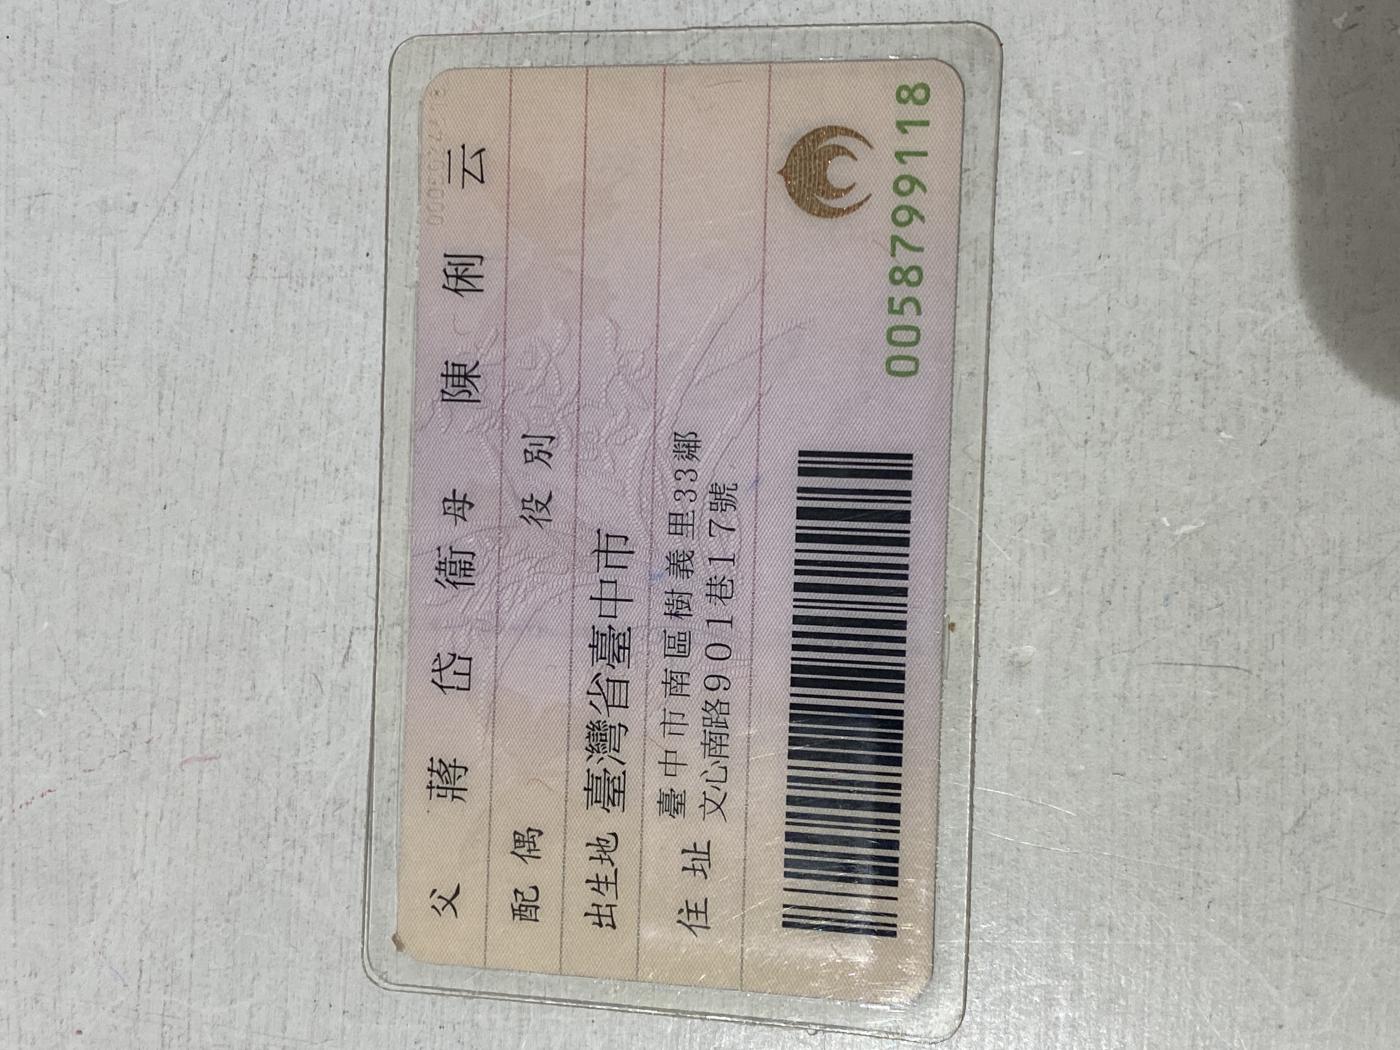 父 蔣岱衞 母 陳俐云
配偶 役別
出生地 臺灣省臺中市
住址 臺中市南區樹義里33鄰
文心南路901巷17號
0058799118